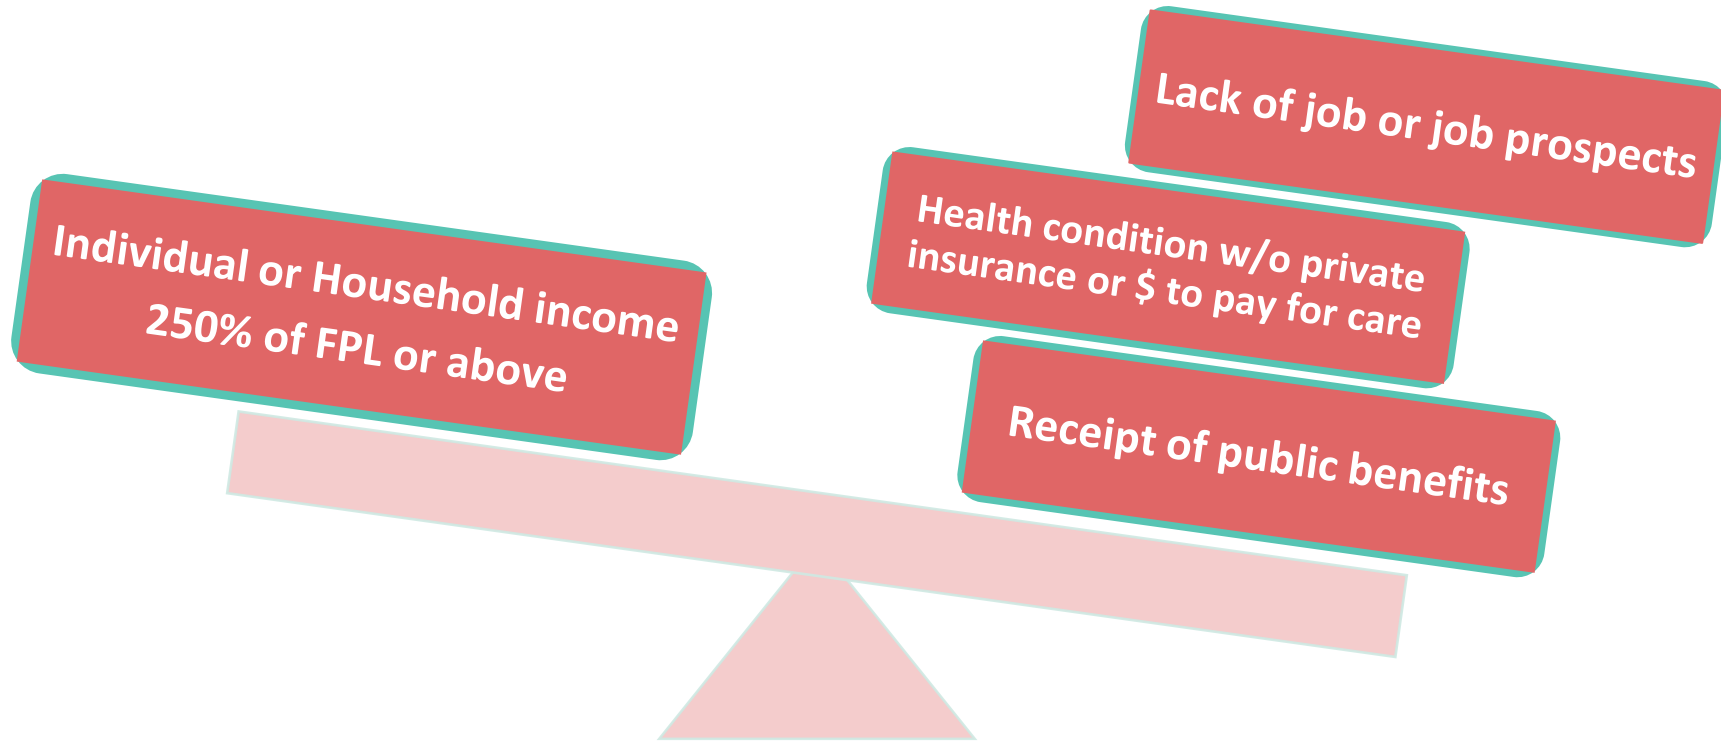 Individual or Household income
250% of FPL or above
Lack of job or job prospects
Health condition w/o private
insurance or $ to pay for care
Receipt of public benefits